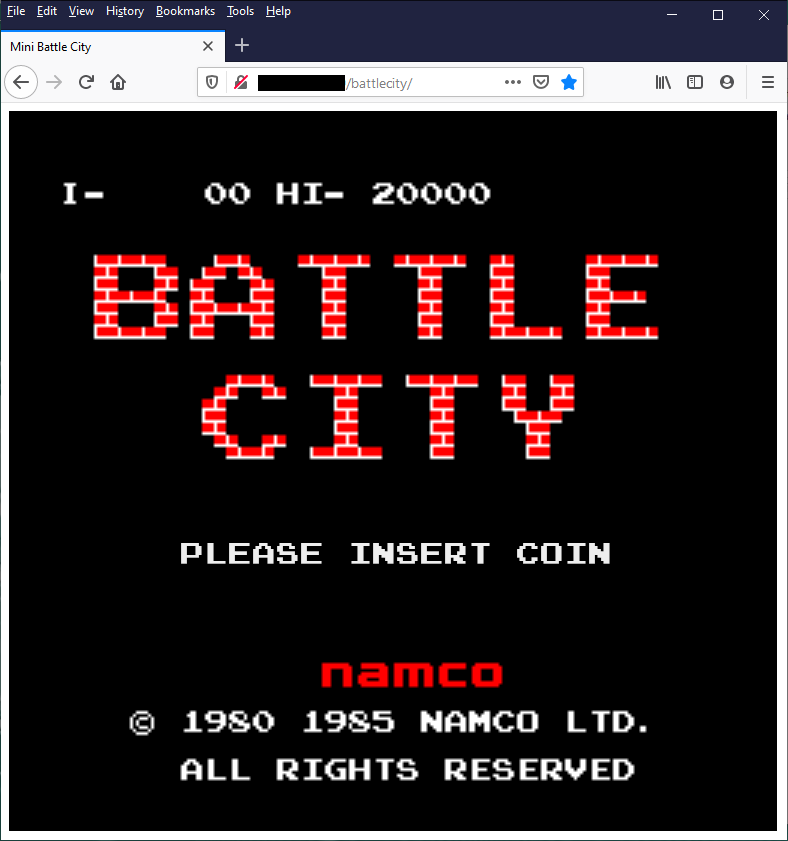 File Edit View History Bookmarks Tools Help
Mini Battle City
/battlecity/
I- 00 HI- 20000
BATTLE
CITY
PLEASE INSERT COIN
namco
© 1980 1985 NAMCO LTD.
ALL RIGHTS RESERVED